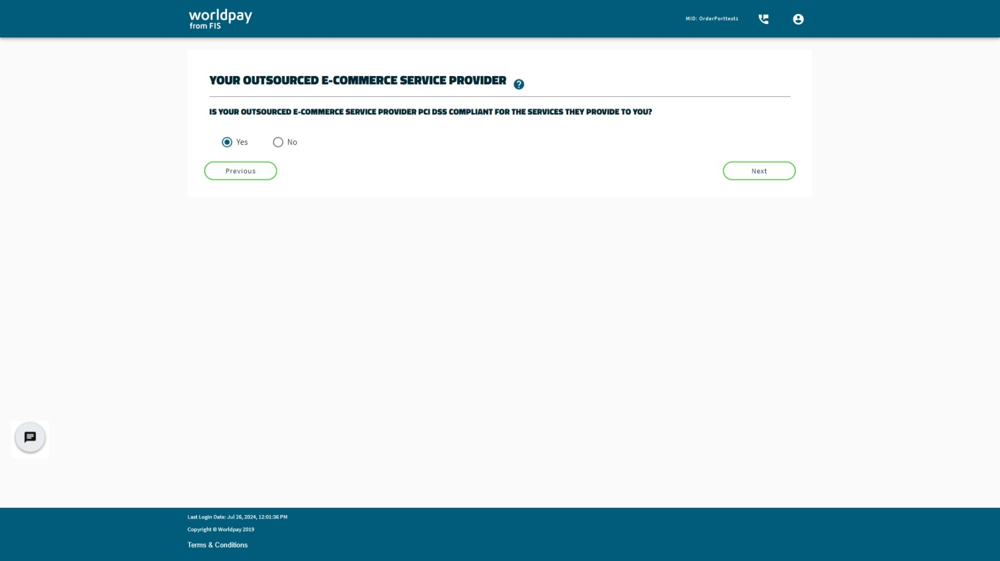 worldpay
from FIS
MID: OrderPorttest1
YOUR OUTSOURCED E-COMMERCE SERVICE PROVIDER
IS YOUR OUTSOURCED E-COMMERCE SERVICE PROVIDER PCI DSS COMPLIANT FOR THE SERVICES THEY PROVIDE TO YOU?
Yes No
Previous Next
Last Login Date: Jul 26, 2024, 12:01:36 PM
Copyright © Worldpay 2019
Terms & Conditions